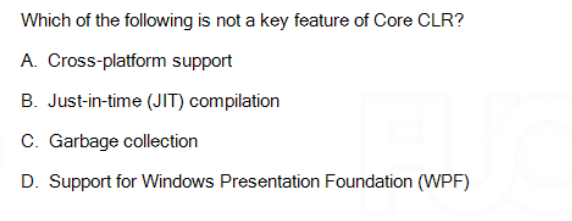 Which of the following is not a key feature of Core CLR?
A. Cross-platform support
B. Just-in-time (JIT) compilation
C. Garbage collection
D. Support for Windows Presentation Foundation (WPF)